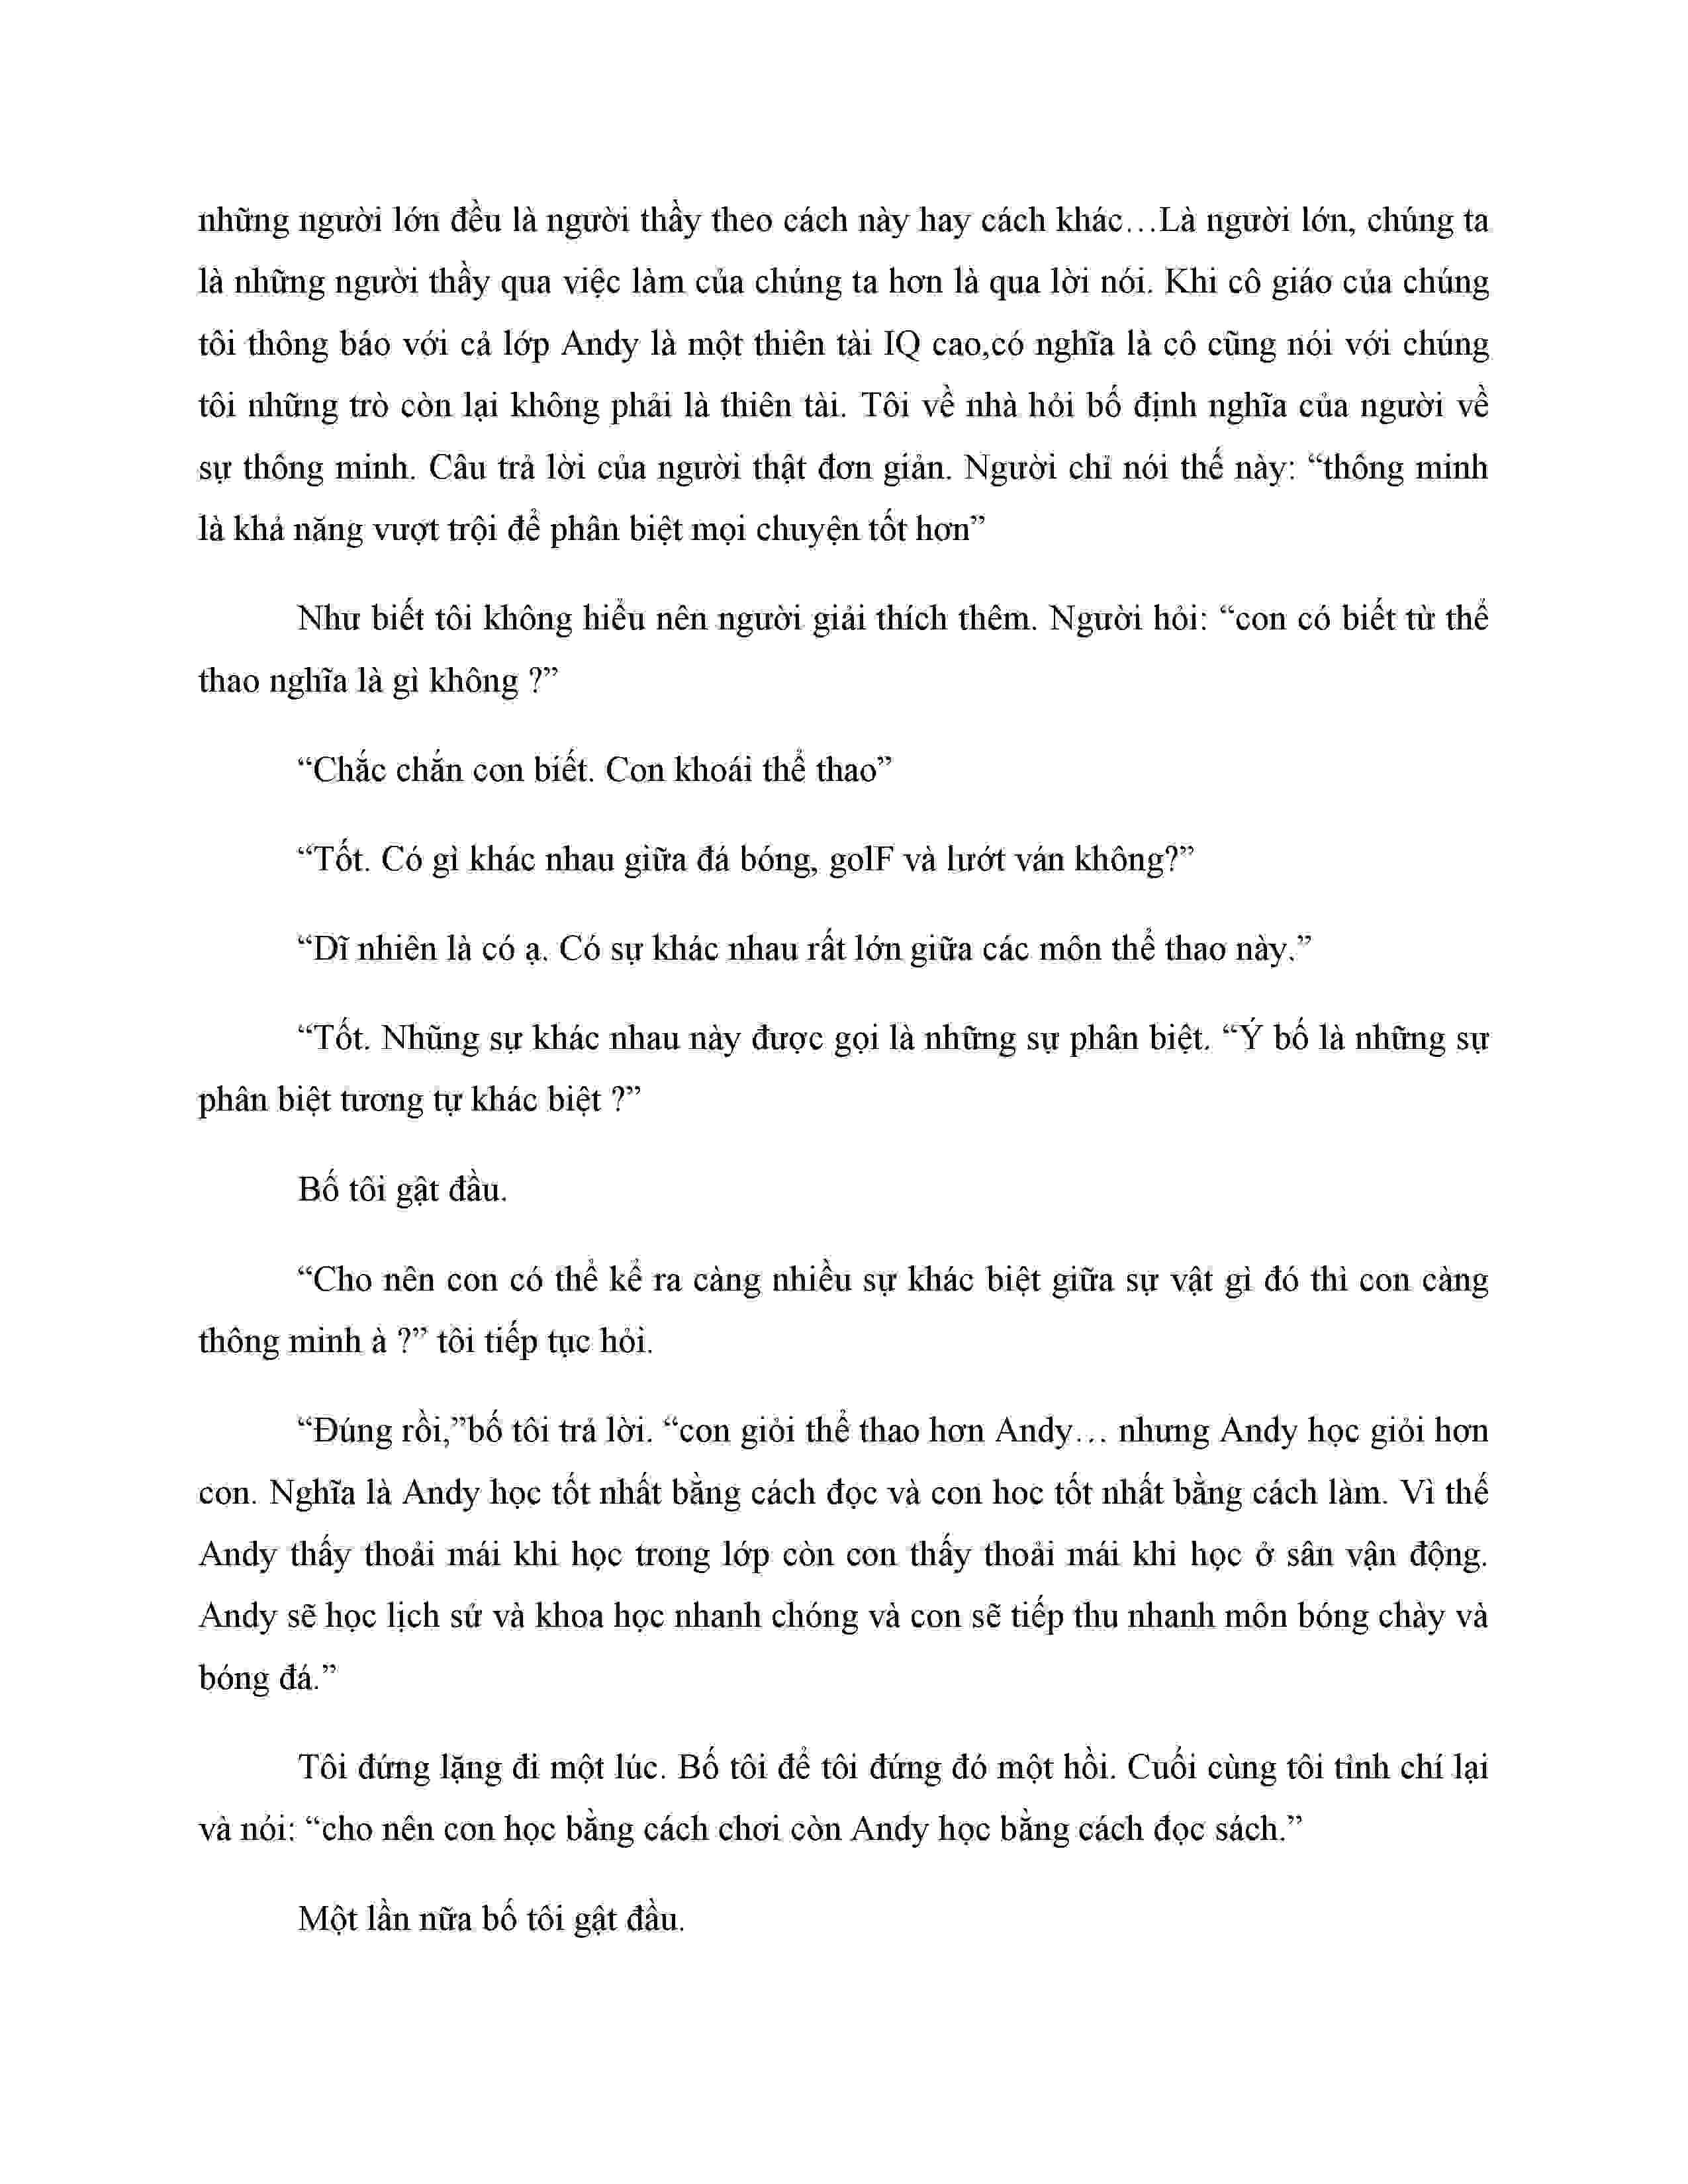 những người lớn đều là người thầy theo cách này hay cách khác…Là người lớn, chúng ta
là những người thầy qua việc làm của chúng ta hơn là qua lời nói. Khi cô giáo của chúng
tôi thông báo với cả lớp Andy là một thiên tài IQ cao,có nghĩa là cô cũng nói với chúng
tôi những trò còn lại không phải là thiên tài. Tôi về nhà hỏi bố định nghĩa của người về
sự thông minh. Câu trả lời của người thật đơn giản. Người chỉ nói thế này: “thông minh
là khả năng vượt trội để phân biệt mọi chuyện tốt hơn”
Như biết tôi không hiểu nên người giải thích thêm. Người hỏi: “con có biết từ thể
thao nghĩa là gì không ?”
“Chắc chắn con biết. Con khoái thể thao”
“Tốt. Có gì khác nhau giữa đá bóng, golF và lướt ván không?”
“Dĩ nhiên là có ạ. Có sự khác nhau rất lớn giữa các môn thể thao này.”
“Tốt. Nhũng sự khác nhau này được gọi là những sự phân biệt. “Ý bố là những sự
phân biệt tương tự khác biệt ?”
Bố tôi gật đầu.
“Cho nên con có thể kể ra càng nhiều sự khác biệt giữa sự vật gì đó thì con càng
thông minh à ?” tôi tiếp tục hỏi.
“Đúng rồi,”bố tôi trả lời. “con giỏi thể thao hơn Andy… nhưng Andy học giỏi hơn
con. Nghĩa là Andy học tốt nhất bằng cách đọc và con hoc tốt nhất bằng cách làm. Vì thế
Andy thấy thoải mái khi học trong lớp còn con thấy thoải mái khi học ở sân vận động.
Andy sẽ học lịch sử và khoa học nhanh chóng và con sẽ tiếp thu nhanh môn bóng chày và
bóng đá.”
Tôi đứng lặng đi một lúc. Bố tôi để tôi đứng đó một hồi. Cuối cùng tôi tỉnh chí lại
và nói: “cho nên con học bằng cách chơi còn Andy học bằng cách đọc sách.”
Một lần nữa bố tôi gật đầu.